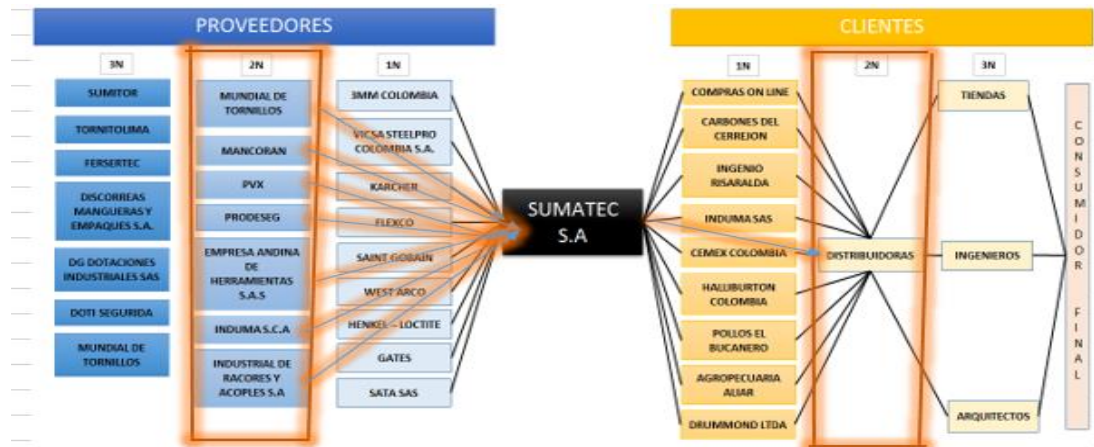 PROVEEDORES
CLIENTES
3N
2N
1N
1N
2N
3N
SUMITOR
TORNITOLIMA
FERSERTEC
DISCORREAS
MANGUERAS Y
EMPAQUES S.A.
DG DOTACIONES
INDUSTRIALES SAS
DOTI SEGURIDA
MUNDIAL DE
TORNILLOS
MUNDIAL DE
TORNILLOS
MANCORAN
PVX
PRODESEG
EMPRESA ANDINA
DE
HERRAMIENTAS
S.A.S
INDUMA S.C.A
INDUSTRIAL DE
RACORES Y
ACOPLES S.A
3MM COLOMBIA
VICSA STEELPRO
COLOMBIA S.A.
KARCHER
FLEXCO
SAINT GOBAIN
WEST ARCO
HENKEL – LOCTITE
GATES
SATA SAS
SUMATEC
S.A
COMPRAS ON LINE
CARBONES DEL
CERREJON
INGENIO
RISARALDA
INDUMA SAS
CEMEX COLOMBIA
HALLIBURTON
COLOMBIA
POLLOS EL
BUCANERO
AGROPECUARIA
ALIAR
DRUMMOND LTDA
DISTRIBUIDORAS
TIENDAS
INGENIEROS
ARQUITECTOS
CONSUMIDOR FINAL